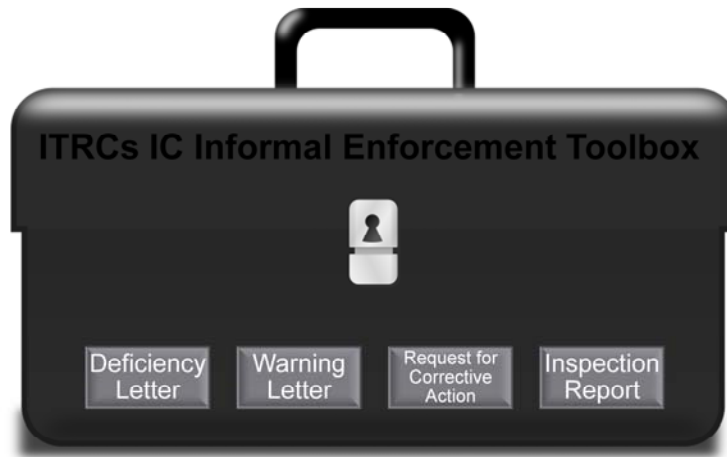 ITRCs IC Informal Enforcement Toolbox
Deficiency
Letter
Warning
Letter
Request for
Corrective
Action
Inspection
Report